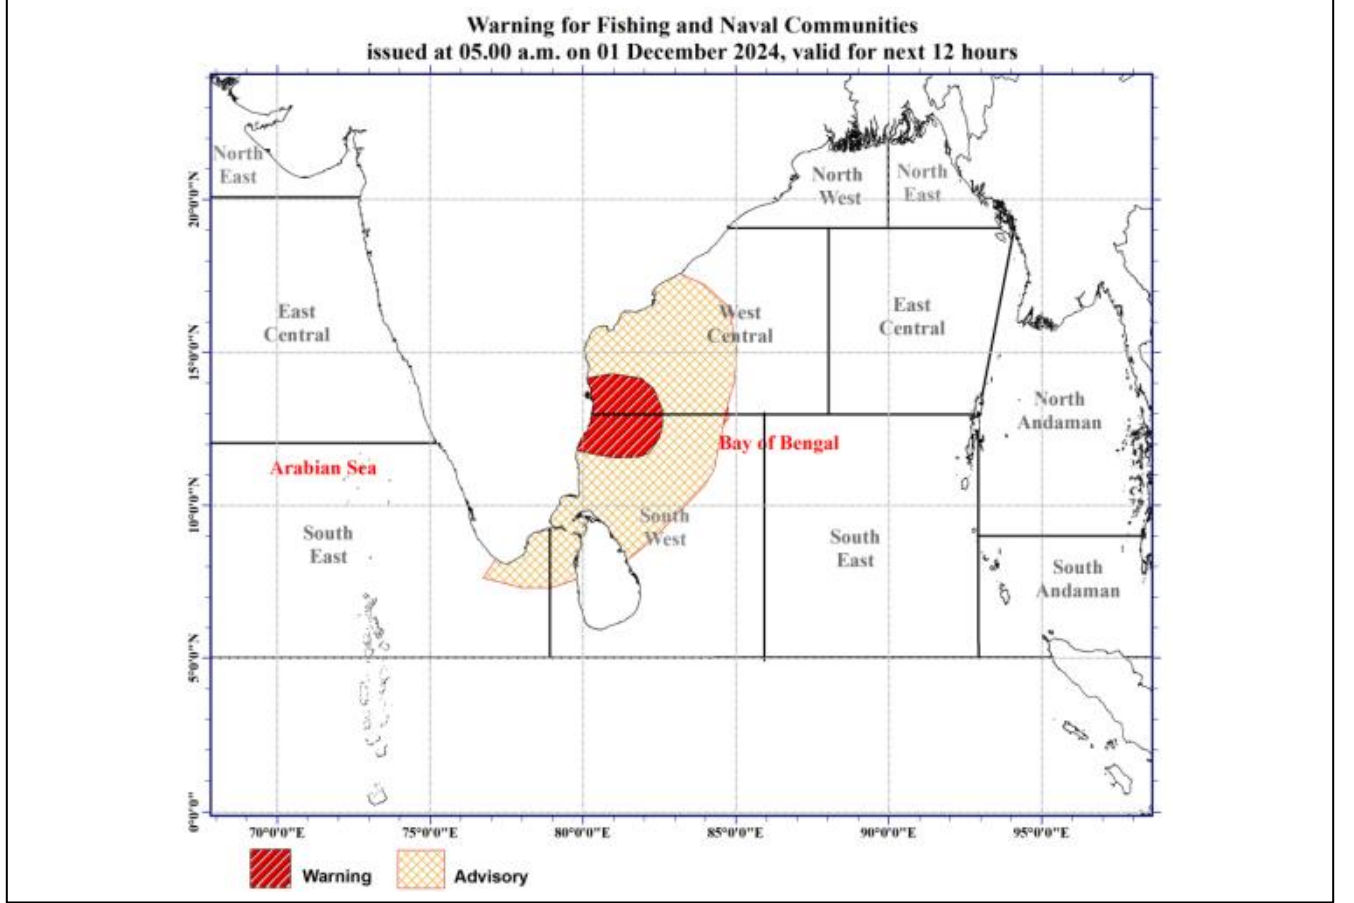 Warning for Fishing and Naval Communities
issued at 05.00 a.m. on 01 December 2024, valid for next 12 hours
North
East
North
West
North
East
20°0'0"N
East
Central
West
Central
East
Central
15°0'0"N
North
Andaman
Bay of Bengal
Arabian Sea
10°0'0"N
South
East
South
West
South
East
South
Andaman
5°0'0"N
0°0'0"
70°0'0"E
75°0'0"E
80°0'0"E
85°0'0"E
90°0'0"E
95°0'0"E
Warning
Advisory